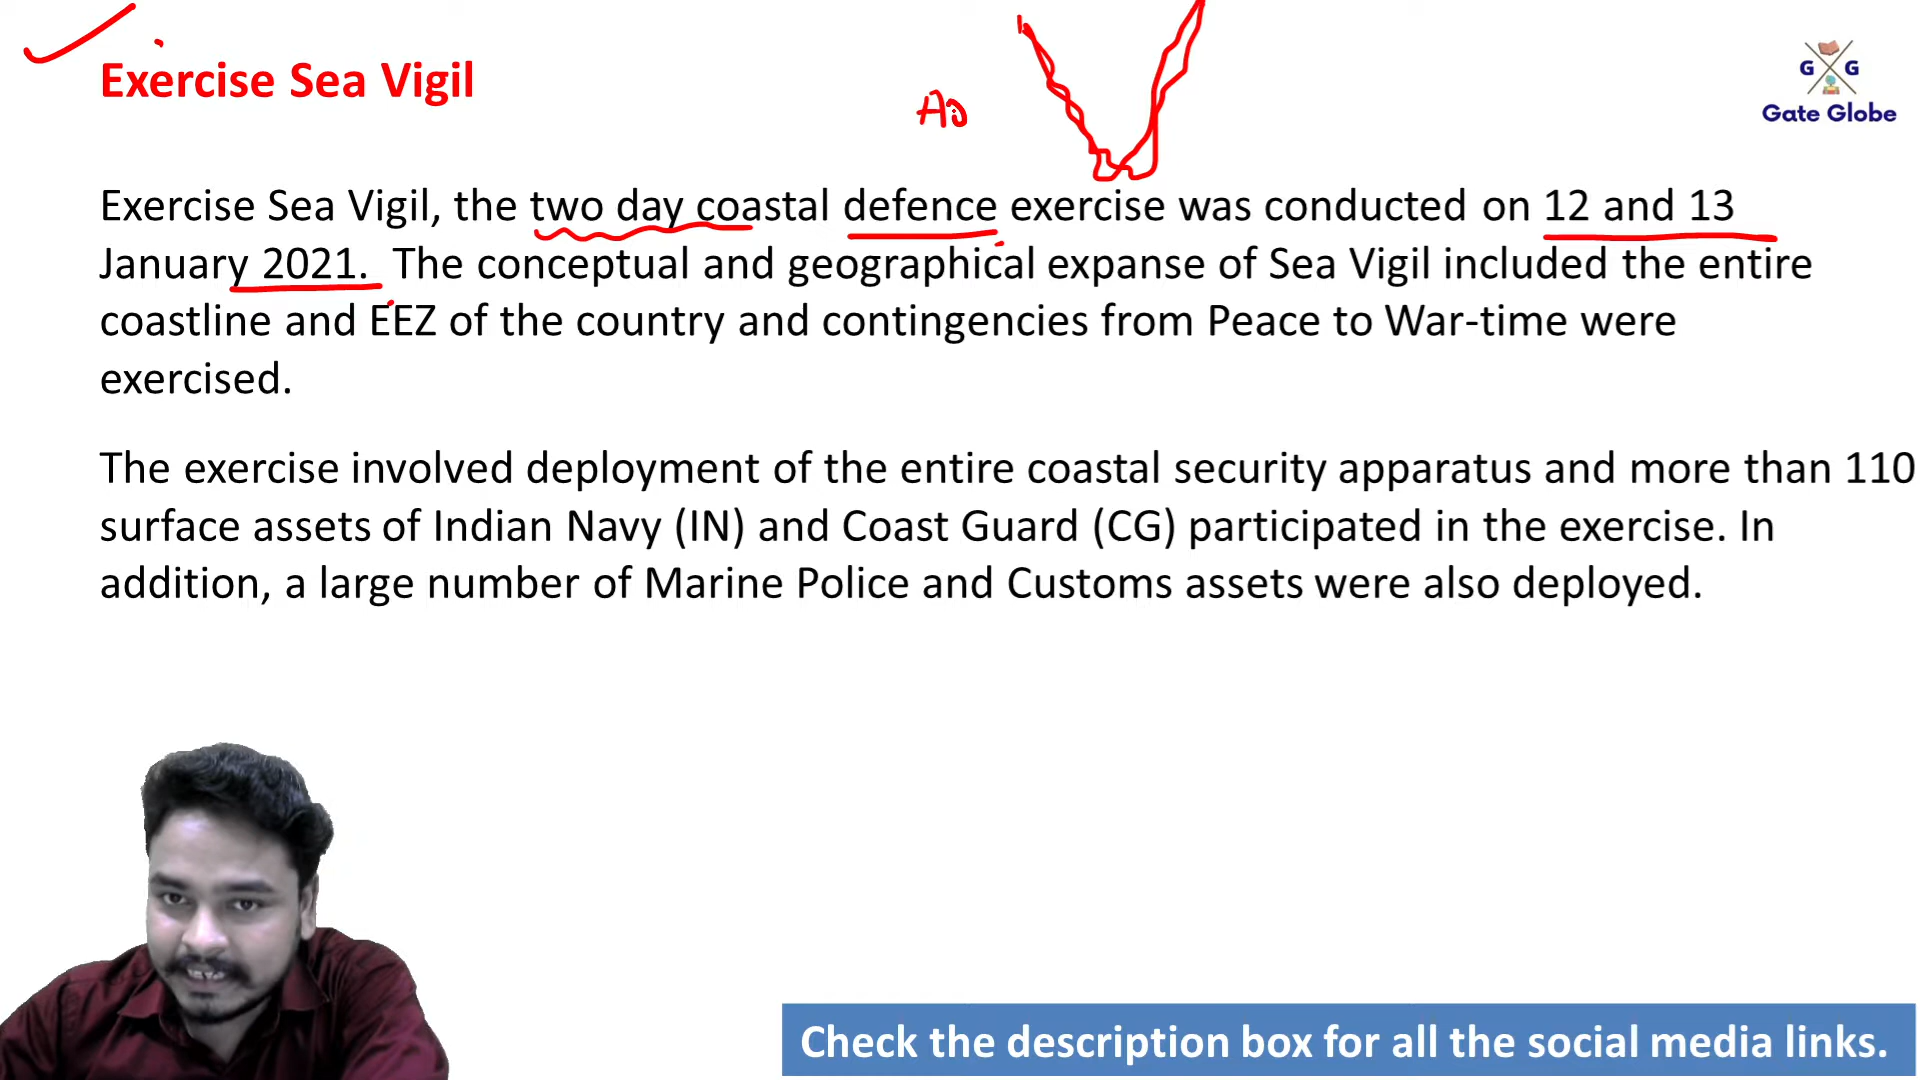 Exercise Sea Vigil
G G
Gate Globe
Exercise Sea Vigil, the two day coastal defence exercise was conducted on 12 and 13
January 2021. The conceptual and geographical expanse of Sea Vigil included the entire
coastline and EEZ of the country and contingencies from Peace to War-time were
exercised.
The exercise involved deployment of the entire coastal security apparatus and more than 110
surface assets of Indian Navy (IN) and Coast Guard (CG) participated in the exercise. In
addition, a large number of Marine Police and Customs assets were also deployed.
Check the description box for all the social media links.